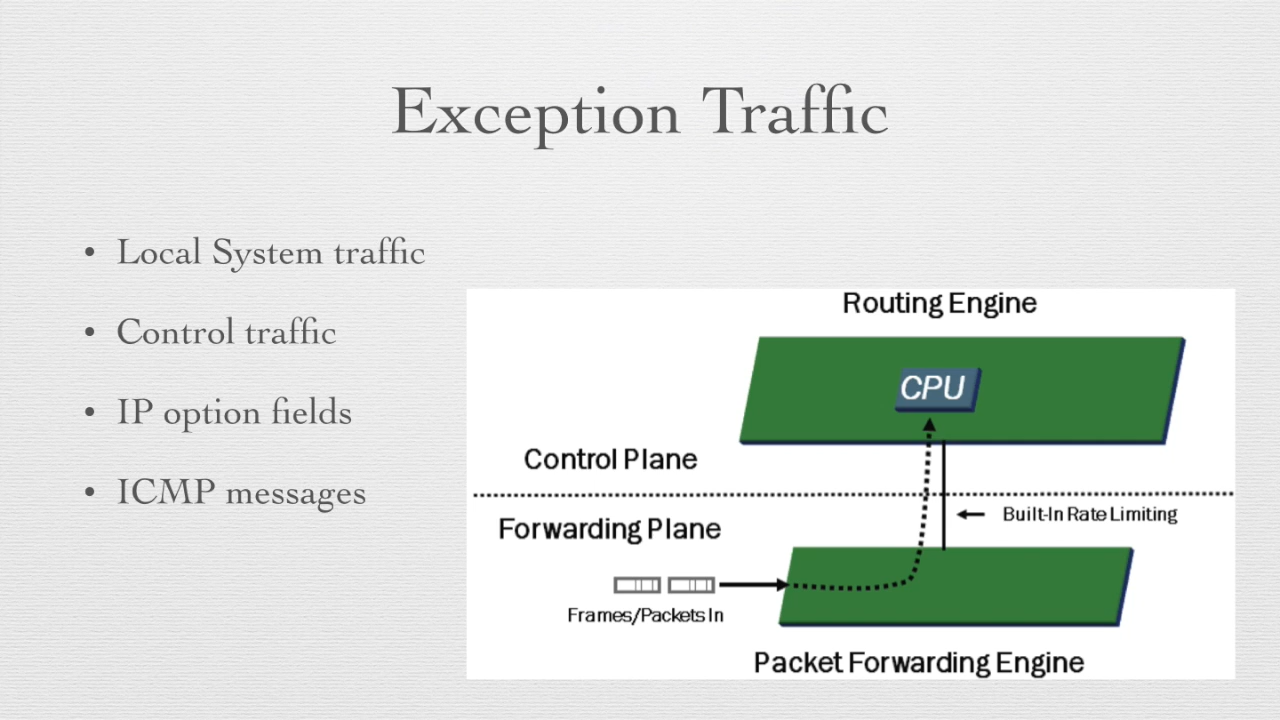 Exception Traffic
• Local System traffic
• Control traffic
• IP option fields
• ICMP messages
Routing Engine
CPU
Control Plane
Forwarding Plane
Built-In Rate Limiting
Frames/Packets In
Packet Forwarding Engine